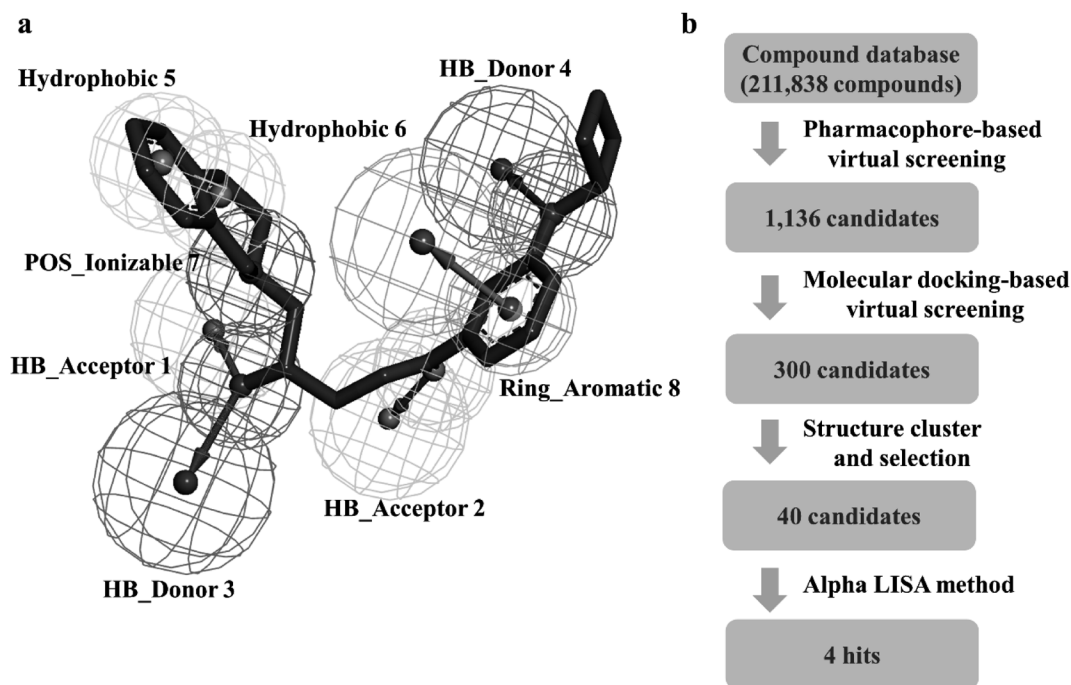 a
Hydrophobic 5
HB_Donor 4
Hydrophobic 6
POS_Ionizable 7
HB_Acceptor 1
Ring_Aromatic 8
HB_Acceptor 2
HB_Donor 3
b
Compound database
(211,838 compounds)
Pharmacophore-based
virtual screening
1,136 candidates
Molecular docking-based
virtual screening
300 candidates
Structure cluster
and selection
40 candidates
Alpha LISA method
4 hits